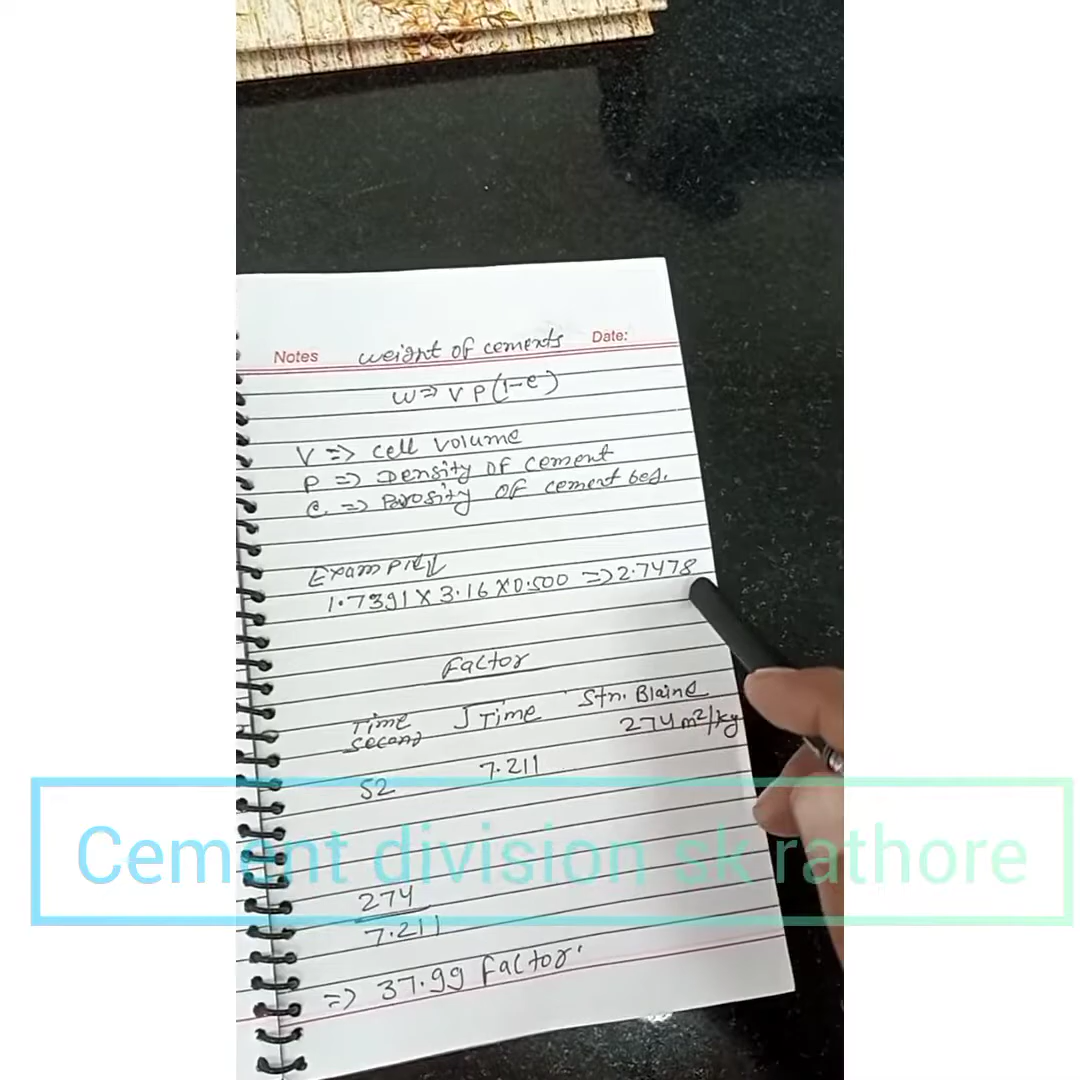 Notes weight of cements Date:
w => V P (1-e)
V => cell volume
P => Density of cement
e. => Porosity of cement bed.
Example
1.7391 X 3.16 X 0.500 => 2.7478
Factor
Time second √ Time Stn. Blaine 274 m²/kg
52 7.211
Cement division sk rathore
274
7.211
=> 37.99 Factor.